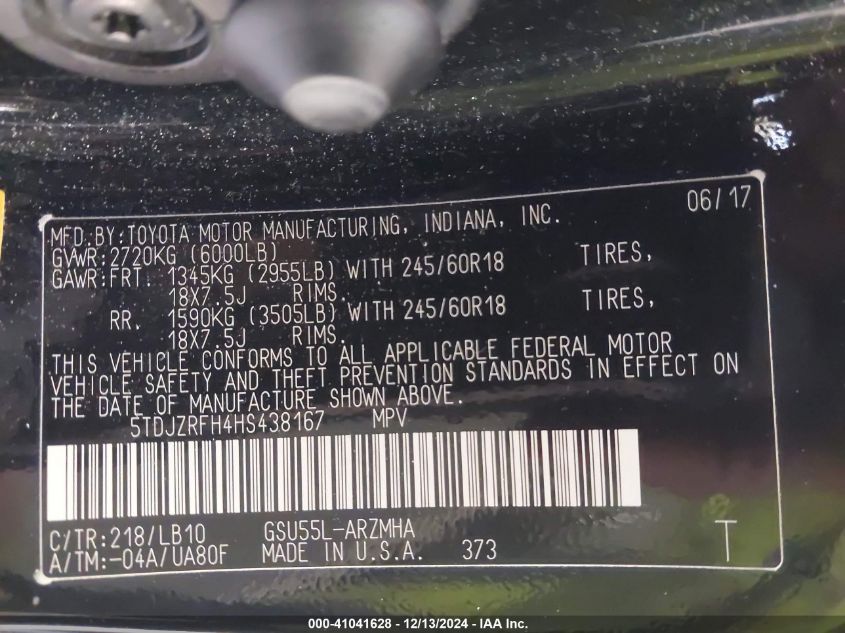 06/17
MFD.BY:TOYOTA MOTOR MANUFACTURING, INDIANA, INC.
GVWR:2720KG (6000LB)
GAWR:FRT. 1345KG (2955LB) WITH 245/60R18 TIRES,
18X7.5J RIMS.
RR. 1590KG (3505LB) WITH 245/60R18 TIRES,
18X7.5J RIMS.
THIS VEHICLE CONFORMS TO ALL APPLICABLE FEDERAL MOTOR
VEHICLE SAFETY AND THEFT PREVENTION STANDARDS IN EFFECT ON
THE DATE OF MANUFACTURE SHOWN ABOVE.
5TDJZRFH4HS438167 MPV
C/TR:218/LB10 GSU55L-ARZMHA
A/TM:-04A/UA80F MADE IN U.S.A. 373 T
000-41041628 - 12/13/2024 - IAA Inc.